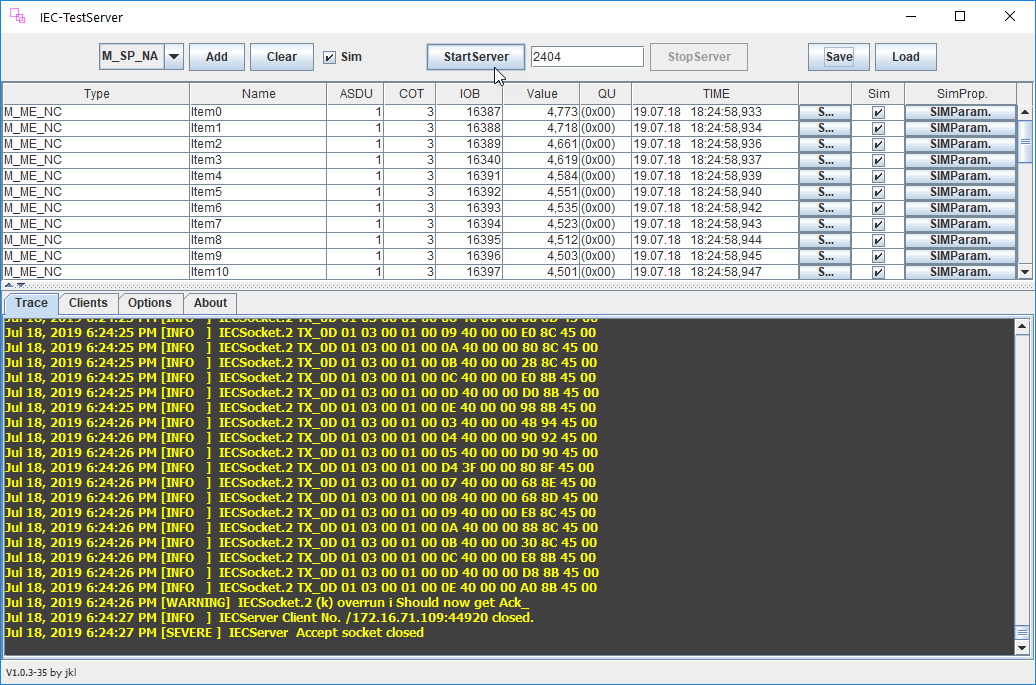 IEC-TestServer
M_SP_NA Add Clear Sim StartServer 2404 StopServer Save Load
Type Name ASDU COT IOB Value QU TIME Sim SimProp.
M_ME_NC Item0 1 3 16387 4,773 (0x00) 19.07.18 18:24:58,933 S... SIMParam.
M_ME_NC Item1 1 3 16388 4,718 (0x00) 19.07.18 18:24:58,934 S... SIMParam.
M_ME_NC Item2 1 3 16389 4,661 (0x00) 19.07.18 18:24:58,936 S... SIMParam.
M_ME_NC Item3 1 3 16340 4,619 (0x00) 19.07.18 18:24:58,937 S... SIMParam.
M_ME_NC Item4 1 3 16391 4,584 (0x00) 19.07.18 18:24:58,939 S... SIMParam.
M_ME_NC Item5 1 3 16392 4,551 (0x00) 19.07.18 18:24:58,940 S... SIMParam.
M_ME_NC Item6 1 3 16393 4,535 (0x00) 19.07.18 18:24:58,942 S... SIMParam.
M_ME_NC Item7 1 3 16394 4,523 (0x00) 19.07.18 18:24:58,943 S... SIMParam.
M_ME_NC Item8 1 3 16395 4,512 (0x00) 19.07.18 18:24:58,944 S... SIMParam.
M_ME_NC Item9 1 3 16396 4,503 (0x00) 19.07.18 18:24:58,945 S... SIMParam.
M_ME_NC Item10 1 3 16397 4,501 (0x00) 19.07.18 18:24:58,947 S... SIMParam.
Trace Clients Options About
Jul 18, 2019 6:24:25 PM [INFO ] IECSocket.2 TX_0D 01 03 00 01 00
Jul 18, 2019 6:24:25 PM [INFO ] IECSocket.2 TX_0D 01 03 00 01 00 09 40 00 00 E0 8C 45 00
Jul 18, 2019 6:24:25 PM [INFO ] IECSocket.2 TX_0D 01 03 00 01 00 0A 40 00 00 80 8C 45 00
Jul 18, 2019 6:24:25 PM [INFO ] IECSocket.2 TX_0D 01 03 00 01 00 0B 40 00 00 28 8C 45 00
Jul 18, 2019 6:24:25 PM [INFO ] IECSocket.2 TX_0D 01 03 00 01 00 0C 40 00 00 E0 8B 45 00
Jul 18, 2019 6:24:25 PM [INFO ] IECSocket.2 TX_0D 01 03 00 01 00 0D 40 00 00 D0 8B 45 00
Jul 18, 2019 6:24:25 PM [INFO ] IECSocket.2 TX_0D 01 03 00 01 00 0E 40 00 00 98 8B 45 00
Jul 18, 2019 6:24:26 PM [INFO ] IECSocket.2 TX_0D 01 03 00 01 00 03 40 00 00 48 94 45 00
Jul 18, 2019 6:24:26 PM [INFO ] IECSocket.2 TX_0D 01 03 00 01 00 04 40 00 00 90 92 45 00
Jul 18, 2019 6:24:26 PM [INFO ] IECSocket.2 TX_0D 01 03 00 01 00 05 40 00 00 D0 90 45 00
Jul 18, 2019 6:24:26 PM [INFO ] IECSocket.2 TX_0D 01 03 00 01 00 D4 3F 00 00 80 8F 45 00
Jul 18, 2019 6:24:26 PM [INFO ] IECSocket.2 TX_0D 01 03 00 01 00 07 40 00 00 68 8E 45 00
Jul 18, 2019 6:24:26 PM [INFO ] IECSocket.2 TX_0D 01 03 00 01 00 08 40 00 00 68 8D 45 00
Jul 18, 2019 6:24:26 PM [INFO ] IECSocket.2 TX_0D 01 03 00 01 00 09 40 00 00 E8 8C 45 00
Jul 18, 2019 6:24:26 PM [INFO ] IECSocket.2 TX_0D 01 03 00 01 00 0A 40 00 00 88 8C 45 00
Jul 18, 2019 6:24:26 PM [INFO ] IECSocket.2 TX_0D 01 03 00 01 00 0B 40 00 00 30 8C 45 00
Jul 18, 2019 6:24:26 PM [INFO ] IECSocket.2 TX_0D 01 03 00 01 00 0C 40 00 00 E8 8B 45 00
Jul 18, 2019 6:24:26 PM [INFO ] IECSocket.2 TX_0D 01 03 00 01 00 0D 40 00 00 D8 8B 45 00
Jul 18, 2019 6:24:26 PM [INFO ] IECSocket.2 TX_0D 01 03 00 01 00 0E 40 00 00 A0 8B 45 00
Jul 18, 2019 6:24:26 PM [WARNING] IECSocket.2 (k) overrun i Should now get Ack_
Jul 18, 2019 6:24:27 PM [INFO ] IECServer Client No. /172.16.71.109:44920 closed.
Jul 18, 2019 6:24:27 PM [SEVERE ] IECServer Accept socket closed
V1.0.3-35 by jkl